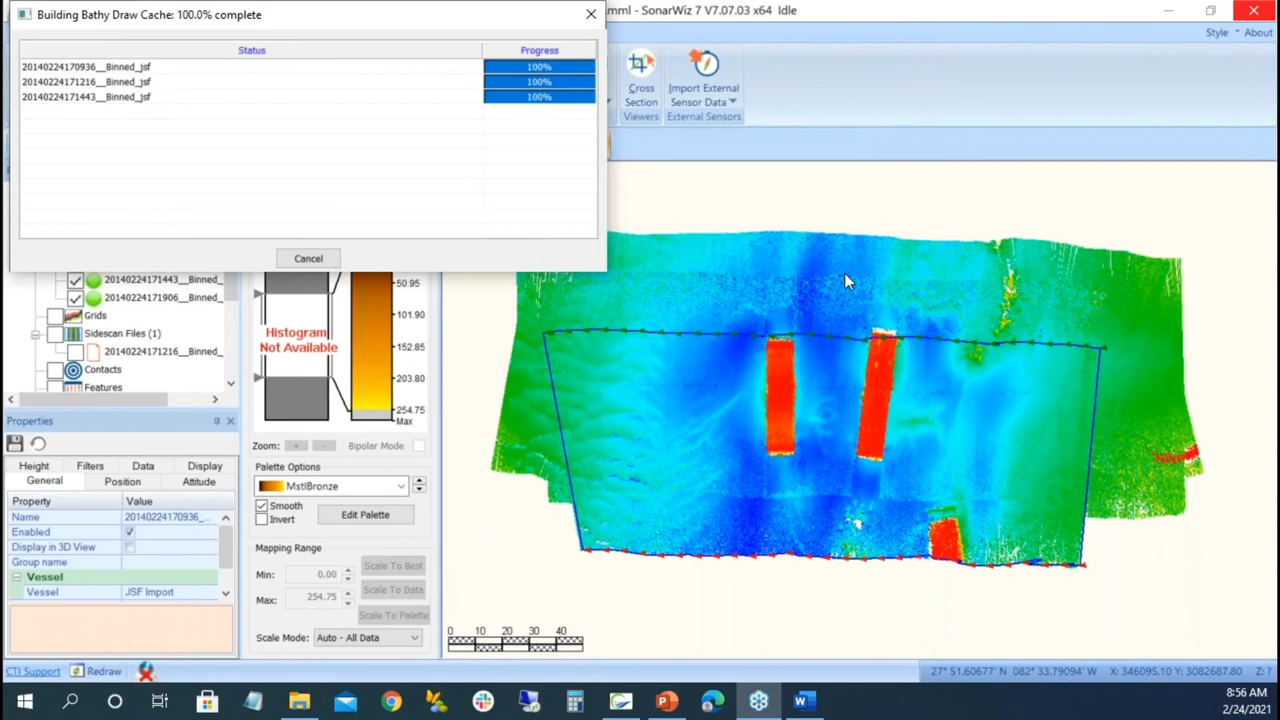 Building Bathy Draw Cache: 100.0% complete
.mml - SonarWiz 7 V7.07.03 x64 Idle
Style
About
Status
Progress
20140224170936__Binned_jsf
100%
20140224171216__Binned_jsf
100%
20140224171443__Binned_jsf
100%
Cancel
Cross
Section
Viewers
Import External
Sensor Data
External Sensors
20140224171443__Binned_
20140224171906__Binned_
Grids
Sidescan Files (1)
20140224171216__Binned_
Contacts
Features
Histogram
Not Available
50.95
101.90
152.85
203.80
254.75
Max
Properties
Height
Filters
Data
Display
General
Position
Attitude
Property
Value
Name
20140224170936_...
Enabled
Display in 3D View
Group name
Vessel
Vessel
JSF Import
Zoom:
+
-
Bipolar Mode
Palette Options
MstlBronze
Smooth
Invert
Edit Palette
Mapping Range
Min:
0.00
Scale To Best
Max:
254.75
Scale To Data
Scale To Palette
Scale Mode:
Auto - All Data
0 10 20 30 40
CTI Support
Redraw
27° 51.60677' N 082° 33.79094' W X: 346095.10 Y: 3082687.80 Z: ?
8:56 AM
2/24/2021